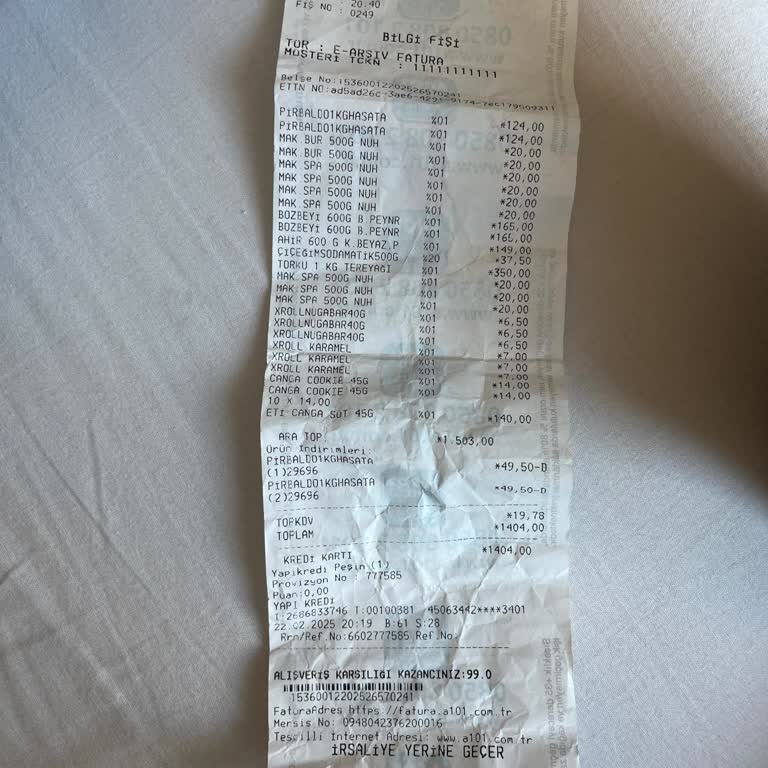 : 20:40
FİŞ NO : 0249
BİLGİ FİŞİ
TÜR : E-ARŞİV FATURA
MÜŞTERİ TCKN : 11111111111
Belge No:1536001220252657024
ETTN NO:ad5ad26c-3ae6-4291-9174-7ec179509311
PİRBALDO1KGHASATA %01 *124,00
PİRBALDO1KGHASATA %01 *124,00
MAK.BUR 500G NUH %01 *20,00
MAK.BUR 500G NUH %01 *20,00
MAK.SPA 500G NUH %01 *20,00
MAK.SPA 500G NUH %01 *20,00
MAK.SPA 500G NUH %01 *20,00
MAK.SPA 500G NUH %01 *20,00
BOZBEYİ 600G B.PEYNR %01 *165,00
BOZBEYİ 600G B.PEYNR %01 *165,00
AHIR 600 G K.BEYAZ.P %01 *149,00
ÇİÇEĞİMSODAMATİK500G %20 *37,50
TORKU 1 KG TEREYAĞI %01 *350,00
MAK.SPA 500G NUH %01 *20,00
MAK.SPA 500G NUH %01 *20,00
MAK.SPA 500G NUH %01 *20,00
XROLLNUGABAR40G %01 *6,50
XROLLNUGABAR40G %01 *6,50
XROLLNUGABAR40G %01 *6,50
XROLL KARAMEL %01 *7,00
XROLL KARAMEL %01 *7,00
XROLL KARAMEL %01 *7,00
CANGA COOKIE 45G %01 *14,00
CANGA COOKIE 45G %01 *14,00
10 X 14,00
ETİ CANGA SÜT 45G %01 *140,00
ARA TOP. *1.503,00
Ürün İndirimleri:
PİRBALDO1KGHASATA
(1)29696 *49,50-D
PİRBALDO1KGHASATA
(2)29696 *49,50-D
TOPKDV *19,78
TOPLAM *1404,00
KREDİ KARTI *1404,00
Yapıkredi Peşin (1)
Provizyon No : 777585
Puan:0,00
YAPI KREDİ
I:2686833746 T:00100381 45063442****3401
22.02.2025 20:19 B:61 S:28
Rrn/Ref.No:6602777585 Ref.No:
ALIŞVERİŞ KARŞILIĞI KAZANCINIZ:99.0
15360012202526570241
FaturaAdres https://fatura.a101.com.tr
Mersis No: 0948042376200016
Tescilli Internet Adresi: www.a101.com.tr
İRSALİYE YERİNE GEÇER